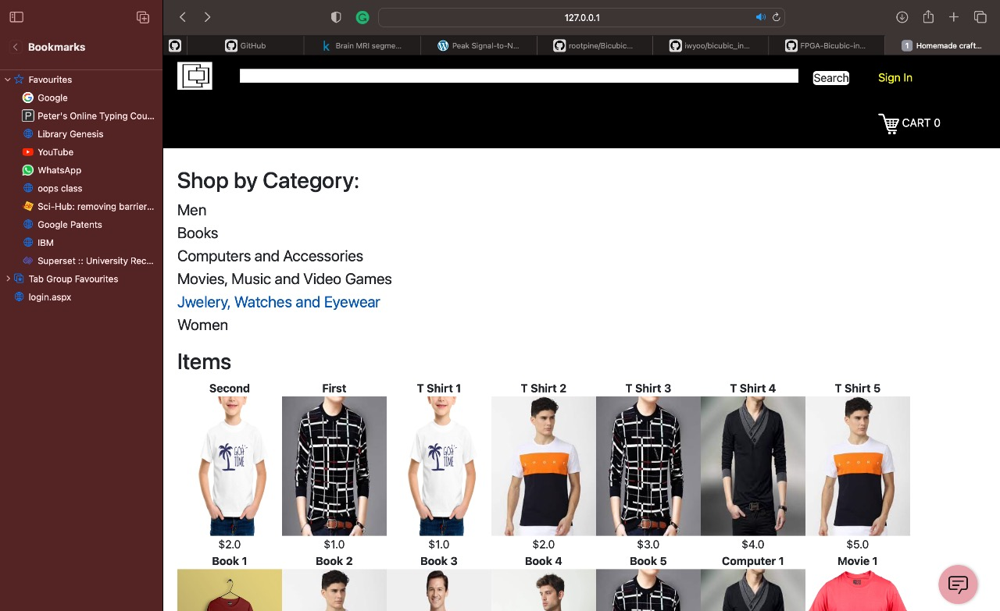 127.0.0.1
Bookmarks
GitHub
Brain MRI segme...
Peak Signal-to-N...
rootpine/Bicubic...
iwyoo/bicubic_in...
FPGA-Bicubic-in...
1 Homemade craft...
Favourites
Google
Peter's Online Typing Cou...
Library Genesis
YouTube
WhatsApp
oops class
Sci-Hub: removing barrier...
Google Patents
IBM
Superset :: University Rec...
Tab Group Favourites
login.aspx
Search
Sign In
CART 0
Shop by Category:
Men
Books
Computers and Accessories
Movies, Music and Video Games
Jwelery, Watches and Eyewear
Women
Items
Second First T Shirt 1 T Shirt 2 T Shirt 3 T Shirt 4 T Shirt 5
GOA
TIME
GOA
TIME
$2.0 $1.0 $1.0 $2.0 $3.0 $4.0 $5.0
Book 1 Book 2 Book 3 Book 4 Book 5 Computer 1 Movie 1